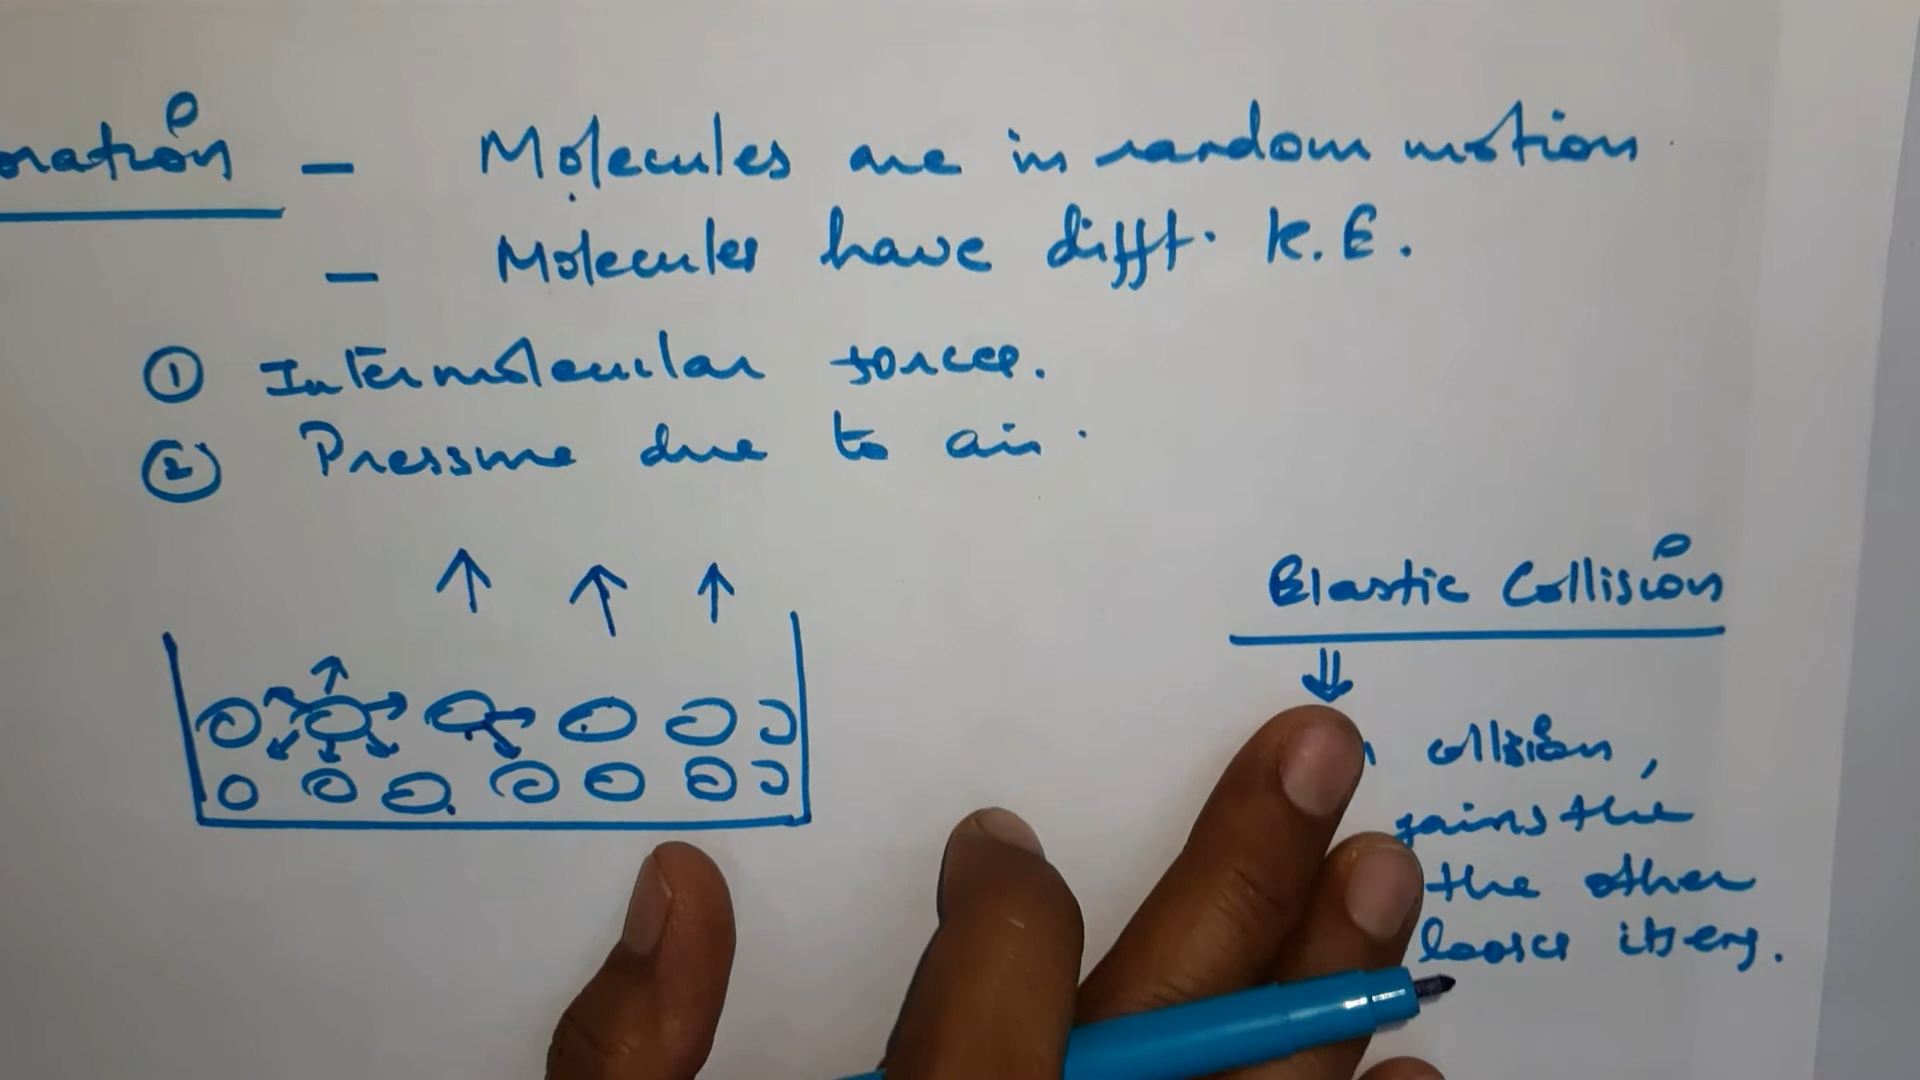 oration - Molecules are in random motion
- Molecules have difft. K.E.
① Intermolecular forces.
② Pressure due to air.
Elastic Collision
⇓
collision,
gains the
the other
looses its eng.